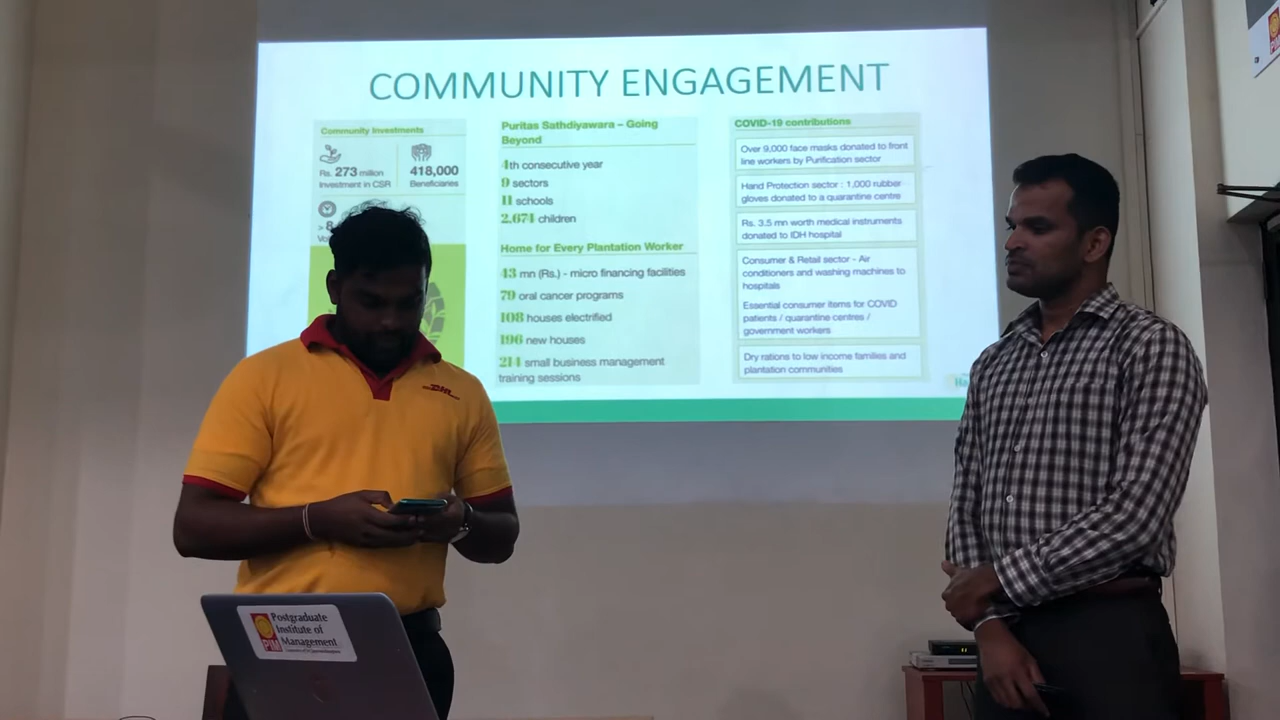 COMMUNITY ENGAGEMENT
Community Investments
Rs. 273 million
Investment in CSR
418,000
Beneficiaries
Puritas Sathdiyawara – Going
Beyond
4th consecutive year
9 sectors
11 schools
2,674 children
Home for Every Plantation Worker
43 mn (Rs.) - micro financing facilities
79 oral cancer programs
108 houses electrified
196 new houses
214 small business management
training sessions
COVID-19 contributions
Over 9,000 face masks donated to front
line workers by Purification sector
Hand Protection sector : 1,000 rubber
gloves donated to a quarantine centre
Rs. 3.5 mn worth medical instruments
donated to IDH hospital
Consumer & Retail sector - Air
conditioners and washing machines to
hospitals
Essential consumer items for COVID
patients / quarantine centres /
government workers
Dry rations to low income families and
plantation communities
DHL
PIM
Postgraduate
Institute of
Management